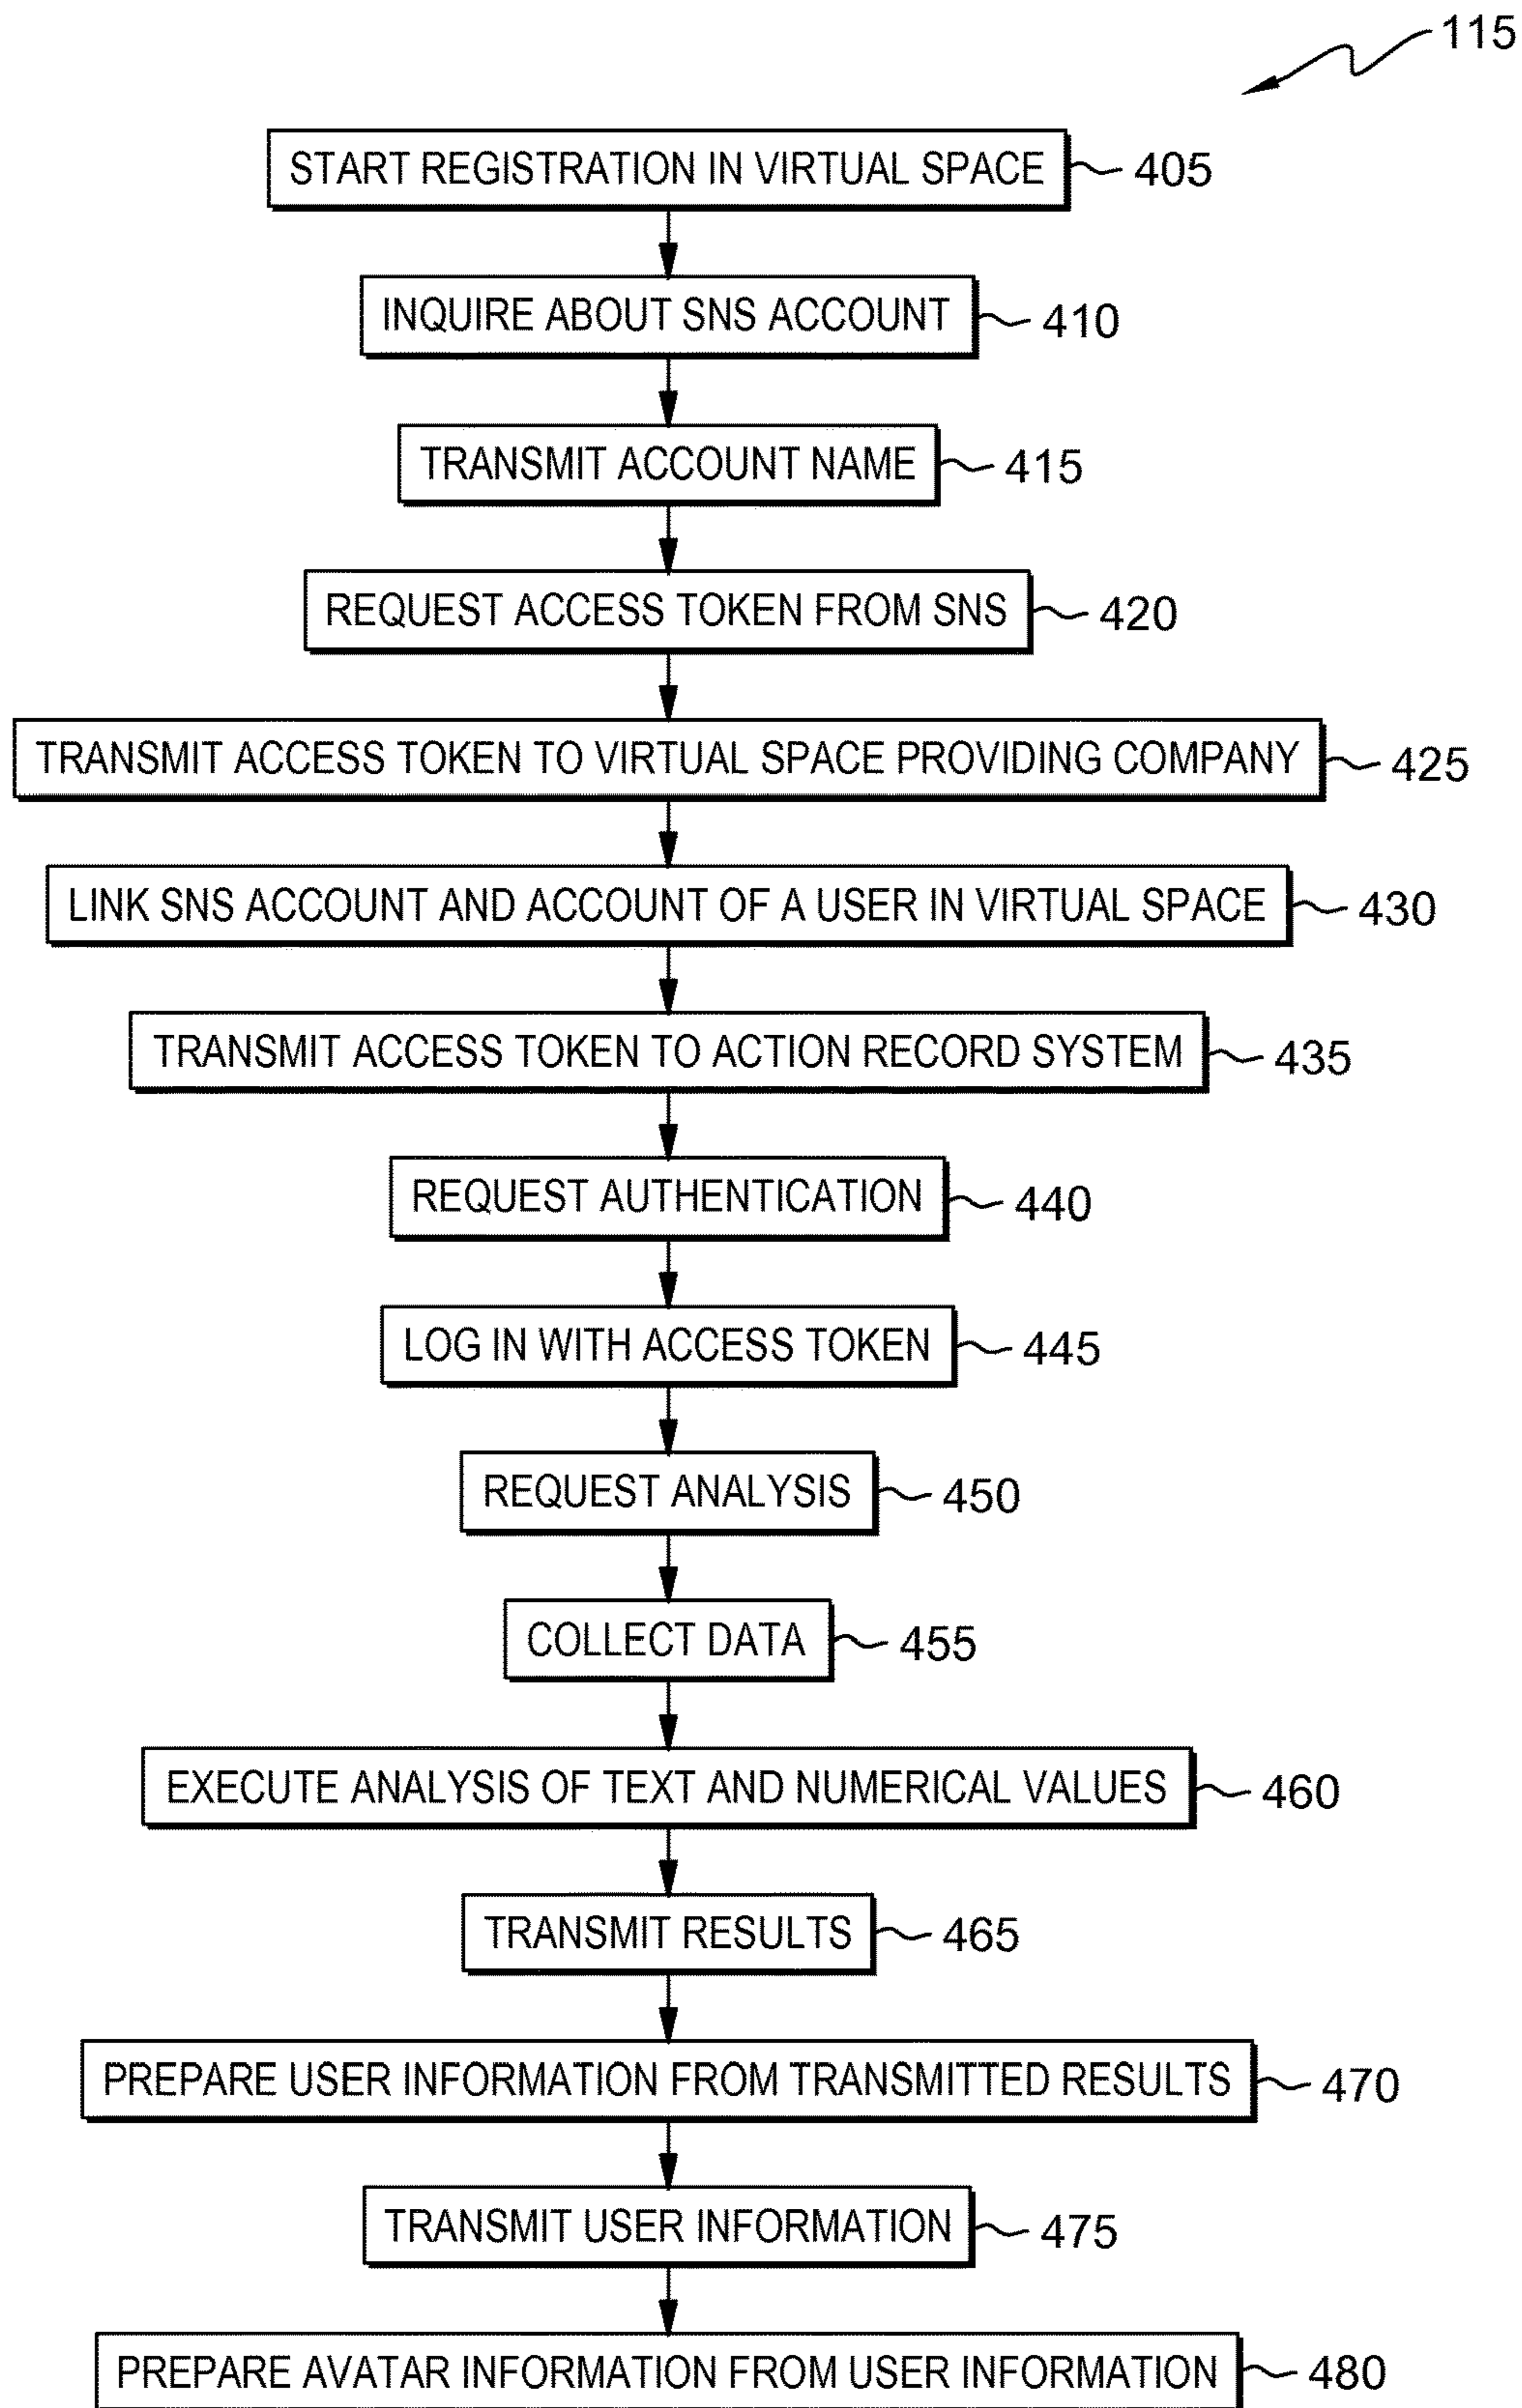 115
START REGISTRATION IN VIRTUAL SPACE 405
INQUIRE ABOUT SNS ACCOUNT 410
TRANSMIT ACCOUNT NAME 415
REQUEST ACCESS TOKEN FROM SNS 420
TRANSMIT ACCESS TOKEN TO VIRTUAL SPACE PROVIDING COMPANY 425
LINK SNS ACCOUNT AND ACCOUNT OF A USER IN VIRTUAL SPACE 430
TRANSMIT ACCESS TOKEN TO ACTION RECORD SYSTEM 435
REQUEST AUTHENTICATION 440
LOG IN WITH ACCESS TOKEN 445
REQUEST ANALYSIS 450
COLLECT DATA 455
EXECUTE ANALYSIS OF TEXT AND NUMERICAL VALUES 460
TRANSMIT RESULTS 465
PREPARE USER INFORMATION FROM TRANSMITTED RESULTS 470
TRANSMIT USER INFORMATION 475
PREPARE AVATAR INFORMATION FROM USER INFORMATION 480